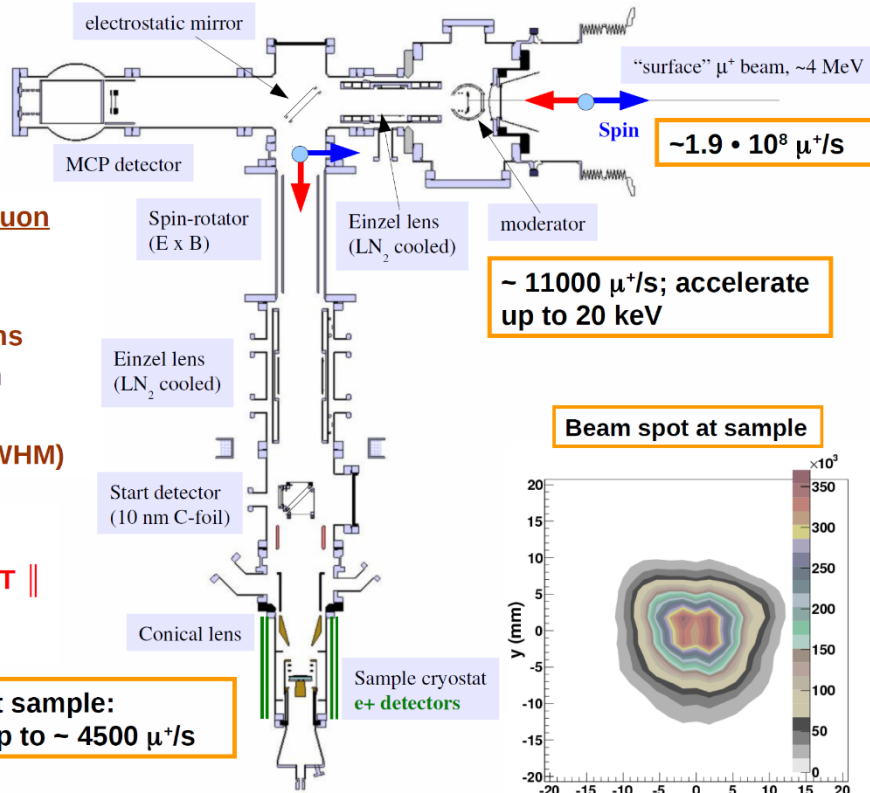 electrostatic mirror
"surface" μ⁺ beam, ~4 MeV
Spin
~1.9 • 10⁸ μ⁺/s
MCP detector
Spin-rotator
(E x B)
Einzel lens
(LN₂ cooled)
moderator
~ 11000 μ⁺/s; accelerate
up to 20 keV
uon
ns
Einzel lens
(LN₂ cooled)
WHM)
Beam spot at sample
Start detector
(10 nm C-foil)
T ||
Conical lens
Sample cryostat
e+ detectors
t sample:
p to ~ 4500 μ⁺/s
×10³
20
15
10
5
0
-5
-10
-15
-20
y (mm)
350
300
250
200
150
100
50
0
-20 -15 -10 -5 0 5 10 15